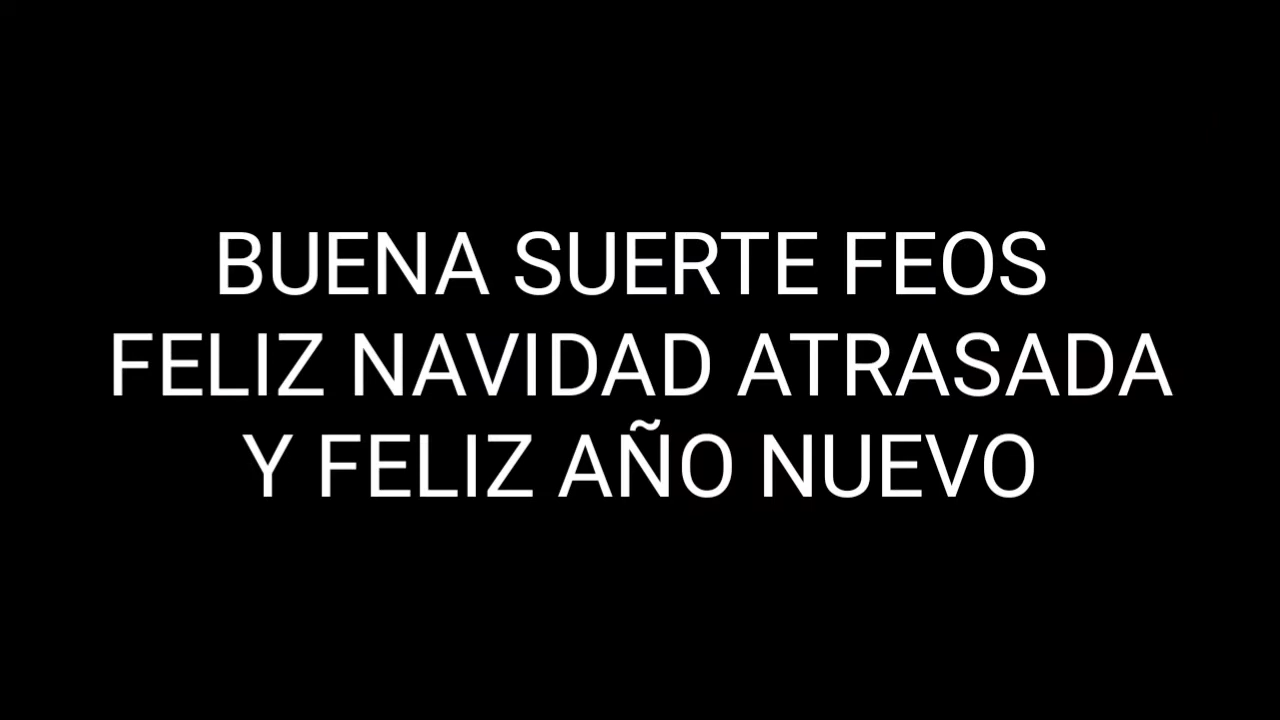 BUENA SUERTE FEOS
FELIZ NAVIDAD ATRASADA
Y FELIZ AÑO NUEVO